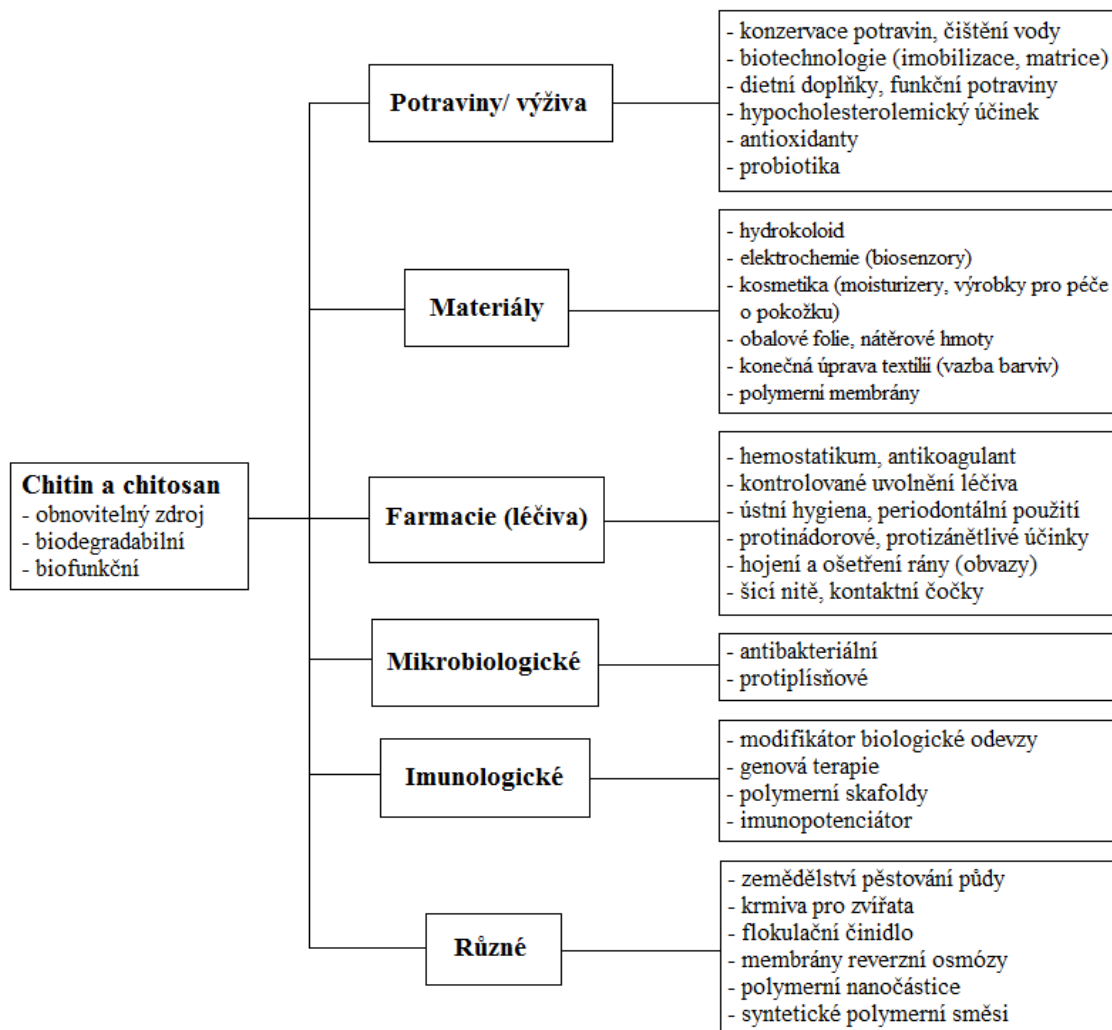 Chitin a chitosan
- obnovitelný zdroj
- biodegradabilní
- biofunkční
Potraviny/ výživa
- konzervace potravin, čištění vody
- biotechnologie (imobilizace, matrice)
- dietní doplňky, funkční potraviny
- hypocholesterolemický účinek
- antioxidanty
- probiotika
Materiály
- hydrokoloid
- elektrochemie (biosenzory)
- kosmetika (moisturizery, výrobky pro péče
o pokožku)
- obalové folie, nátěrové hmoty
- konečná úprava textilií (vazba barviv)
- polymerní membrány
Farmacie (léčiva)
- hemostatikum, antikoagulant
- kontrolované uvolnění léčiva
- ústní hygiena, periodontální použití
- protinádorové, protizánětlivé účinky
- hojení a ošetření rány (obvazy)
- šicí nitě, kontaktní čočky
Mikrobiologické
- antibakteriální
- protiplísňové
Imunologické
- modifikátor biologické odevzy
- genová terapie
- polymerní skafoldy
- imunopotenciátor
Různé
- zemědělství pěstování půdy
- krmiva pro zvířata
- flokulační činidlo
- membrány reverzní osmózy
- polymerní nanočástice
- syntetické polymerní směsi